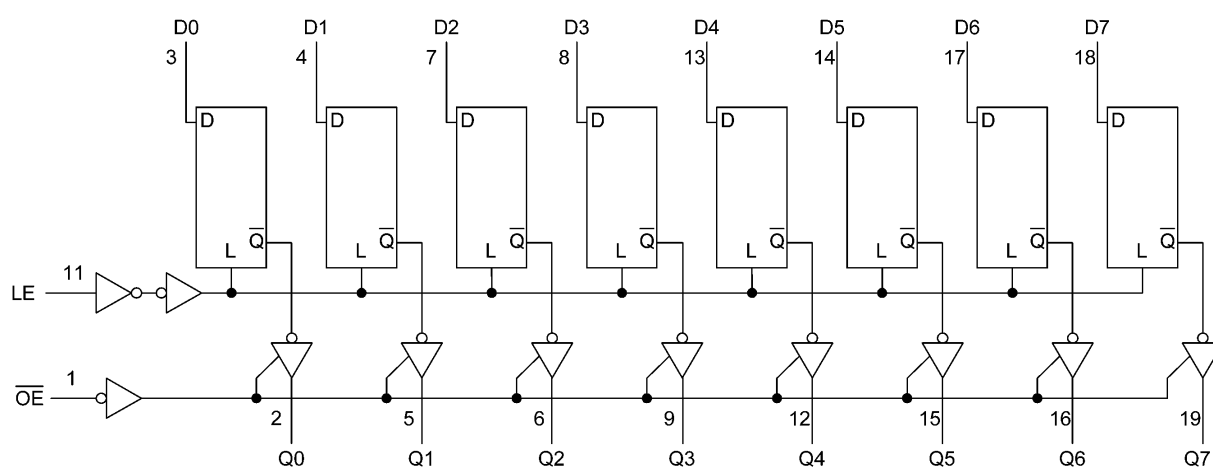 D0 D1 D2 D3 D4 D5 D6 D7
3 4 7 8 13 14 17 18
D D D D D D D D
Q̅ Q̅ Q̅ Q̅ Q̅ Q̅ Q̅ Q̅
L L L L L L L L
11
LE
1
O̅E̅
2 5 6 9 12 15 16 19
Q0 Q1 Q2 Q3 Q4 Q5 Q6 Q7